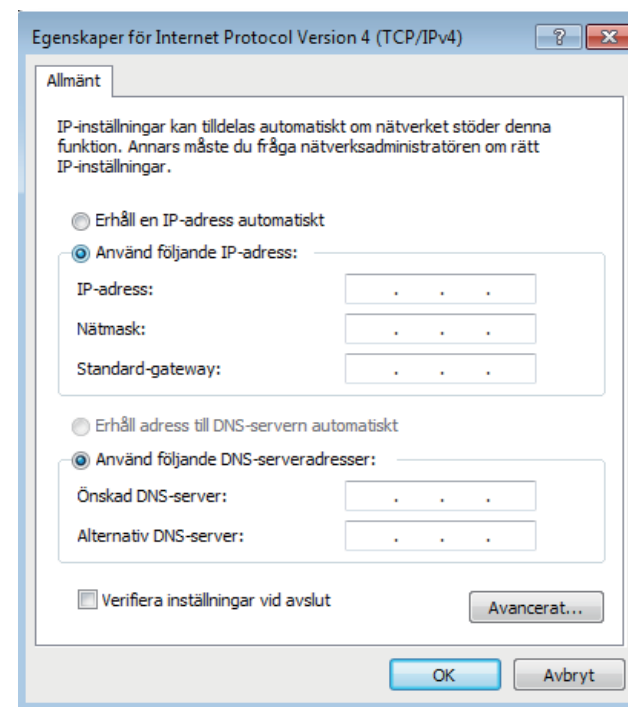 Egenskaper för Internet Protocol Version 4 (TCP/IPv4)
Allmänt
IP-inställningar kan tilldelas automatiskt om nätverket stöder denna
funktion. Annars måste du fråga nätverksadministratören om rätt
IP-inställningar.
Erhåll en IP-adress automatiskt
Använd följande IP-adress:
IP-adress: . . .
Nätmask: . . .
Standard-gateway: . . .
Erhåll adress till DNS-servern automatiskt
Använd följande DNS-serveradresser:
Önskad DNS-server: . . .
Alternativ DNS-server: . . .
Verifiera inställningar vid avslut
Avancerat...
OK Avbryt